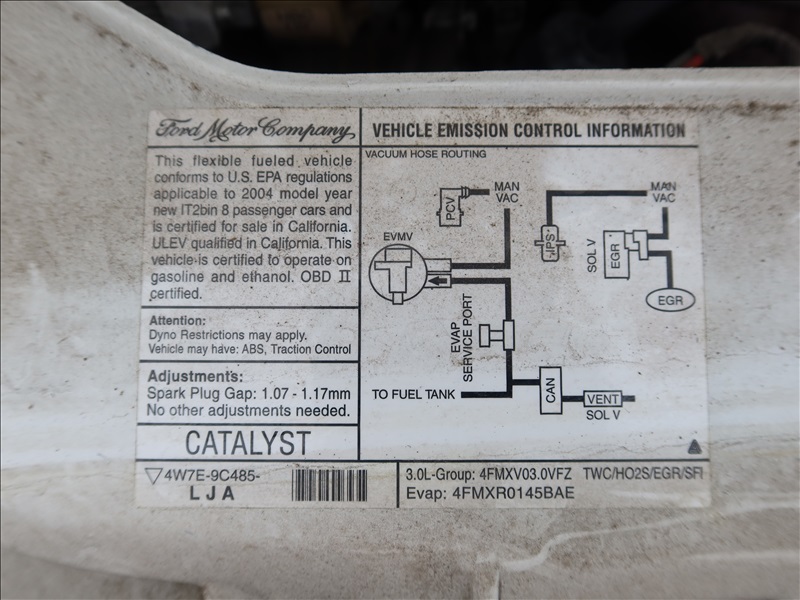 Ford Motor Company
VEHICLE EMISSION CONTROL INFORMATION
This flexible fueled vehicle
conforms to U.S. EPA regulations
applicable to 2004 model year
new IT2bin 8 passenger cars and
is certified for sale in California.
ULEV qualified in California. This
vehicle is certified to operate on
gasoline and ethanol. OBD II
certified.
Attention:
Dyno Restrictions may apply.
Vehicle may have: ABS, Traction Control
Adjustments:
Spark Plug Gap: 1.07 - 1.17mm
No other adjustments needed.
CATALYST
VACUUM HOSE ROUTING
PCV
MAN
VAC
EVMV
IPS
MAN
VAC
SOL V
EGR
EGR
EVAP
SERVICE PORT
TO FUEL TANK
CAN
VENT
SOL V
4W7E-9C485-
LJA
3.0L-Group: 4FMXV03.0VFZ TWC/HO2S/EGR/SFI
Evap: 4FMXR0145BAE